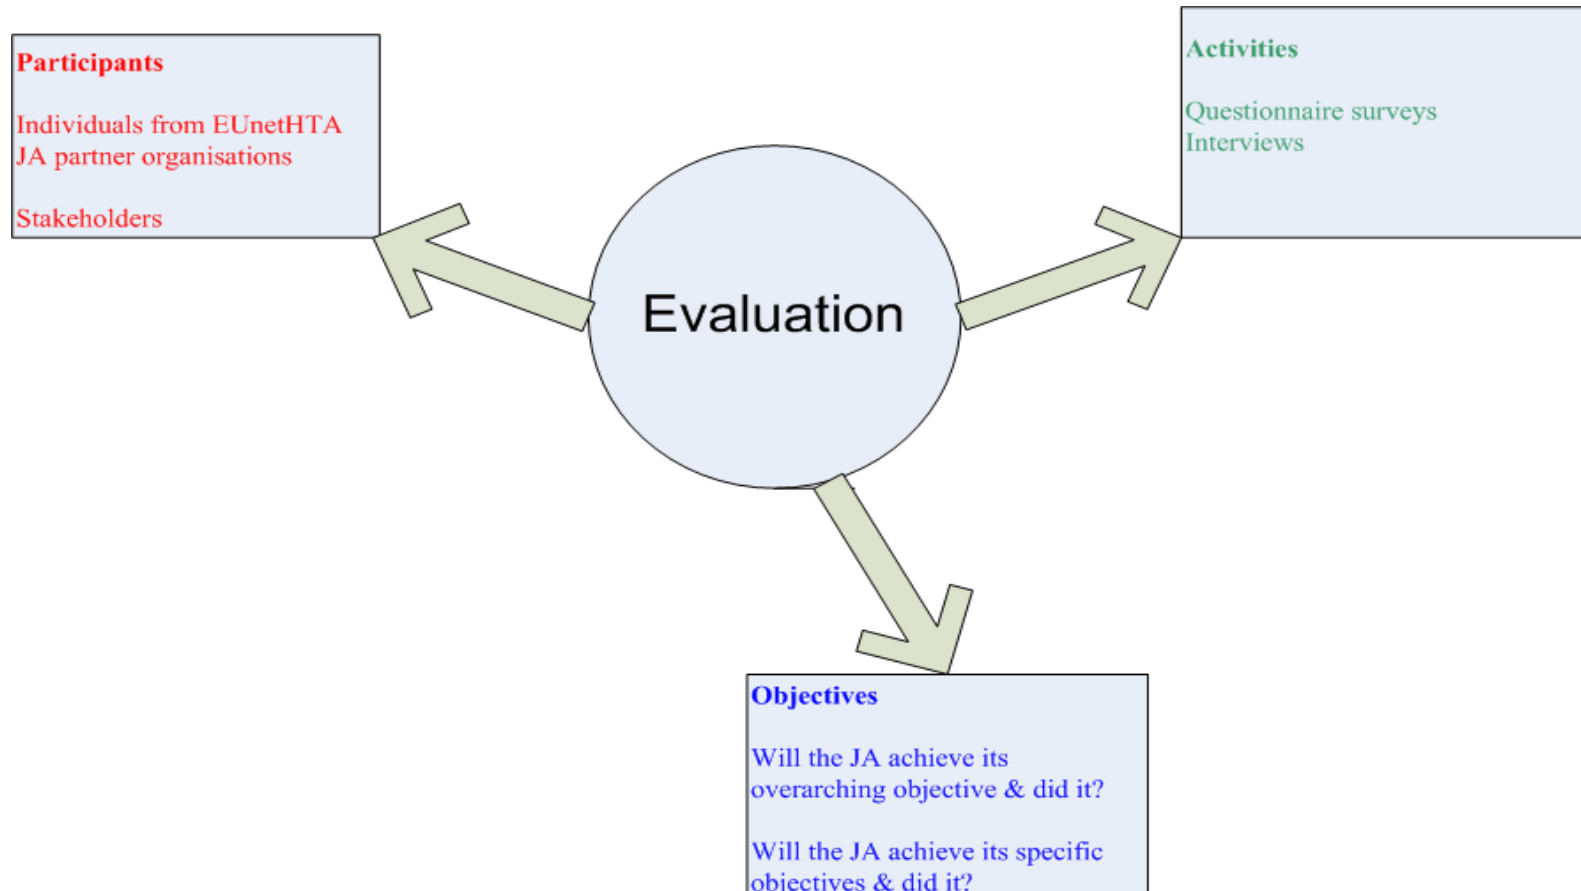 Participants
Individuals from EUnetHTA
JA partner organisations
Stakeholders
Activities
Questionnaire surveys
Interviews
Evaluation
Objectives
Will the JA achieve its
overarching objective & did it?
Will the JA achieve its specific
objectives & did it?